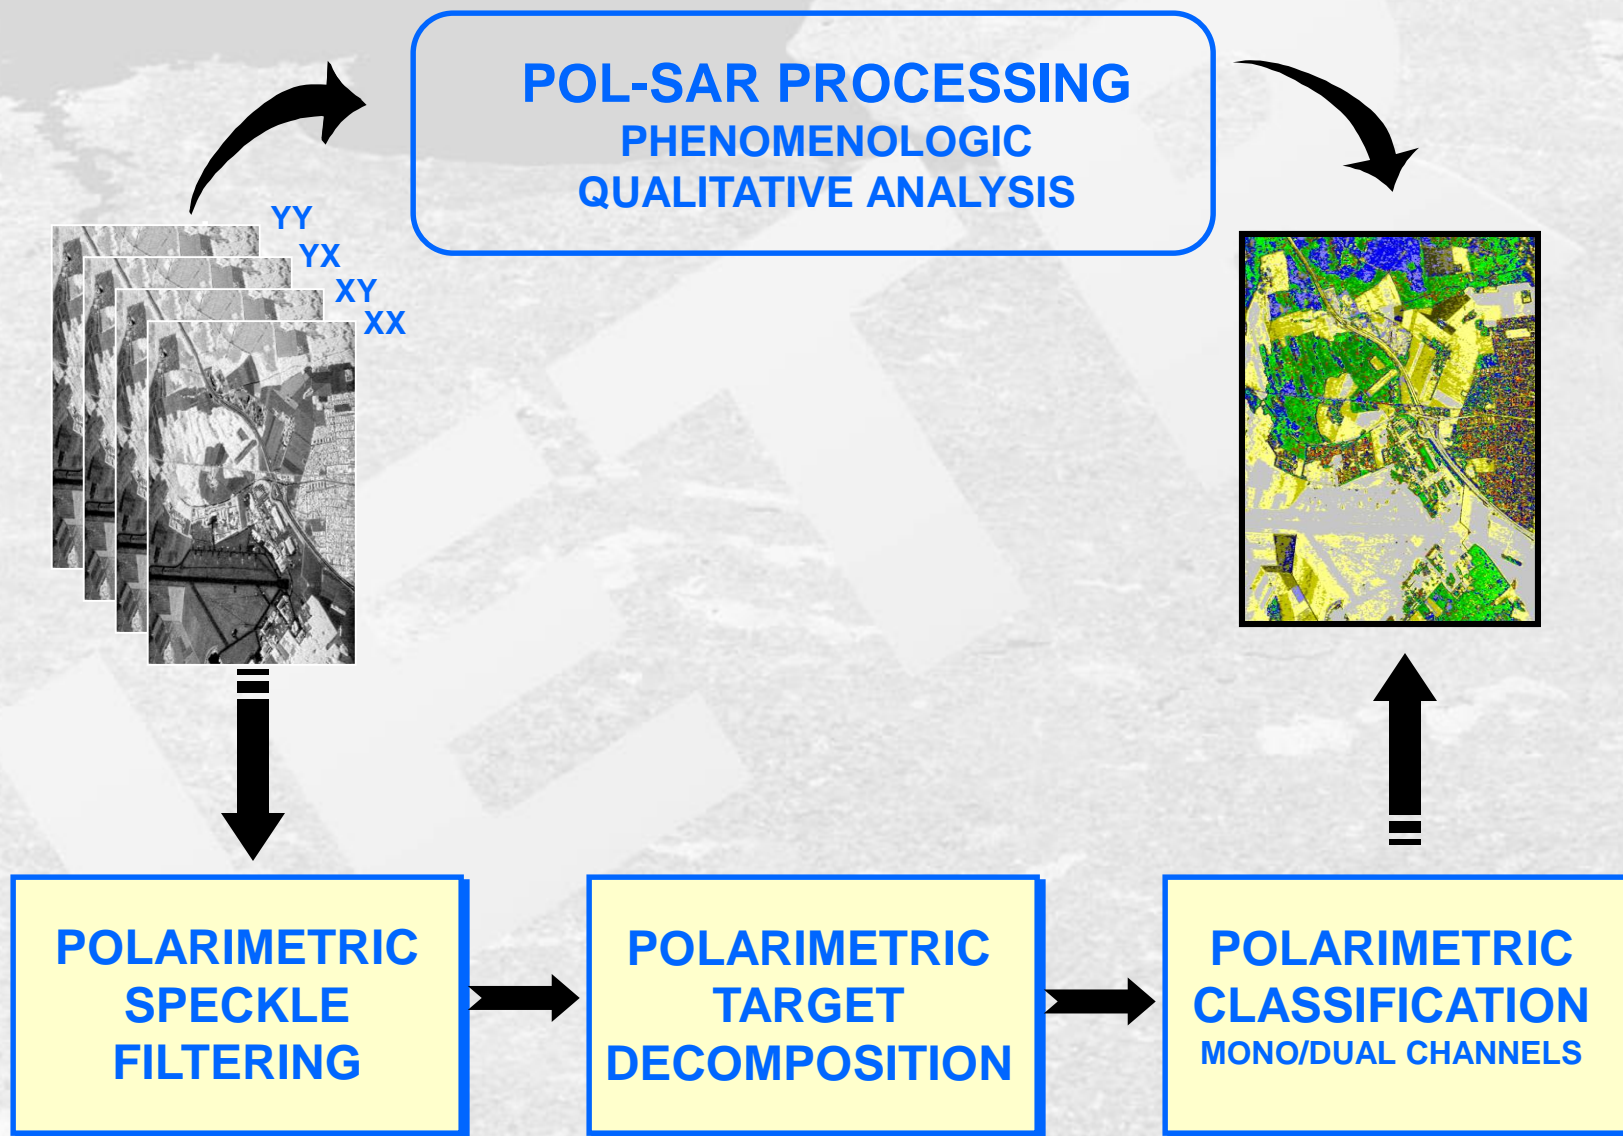 POL-SAR PROCESSING
PHENOMENOLOGIC
QUALITATIVE ANALYSIS
YY
YX
XY
XX
POLARIMETRIC
SPECKLE
FILTERING
POLARIMETRIC
TARGET
DECOMPOSITION
POLARIMETRIC
CLASSIFICATION
MONO/DUAL CHANNELS